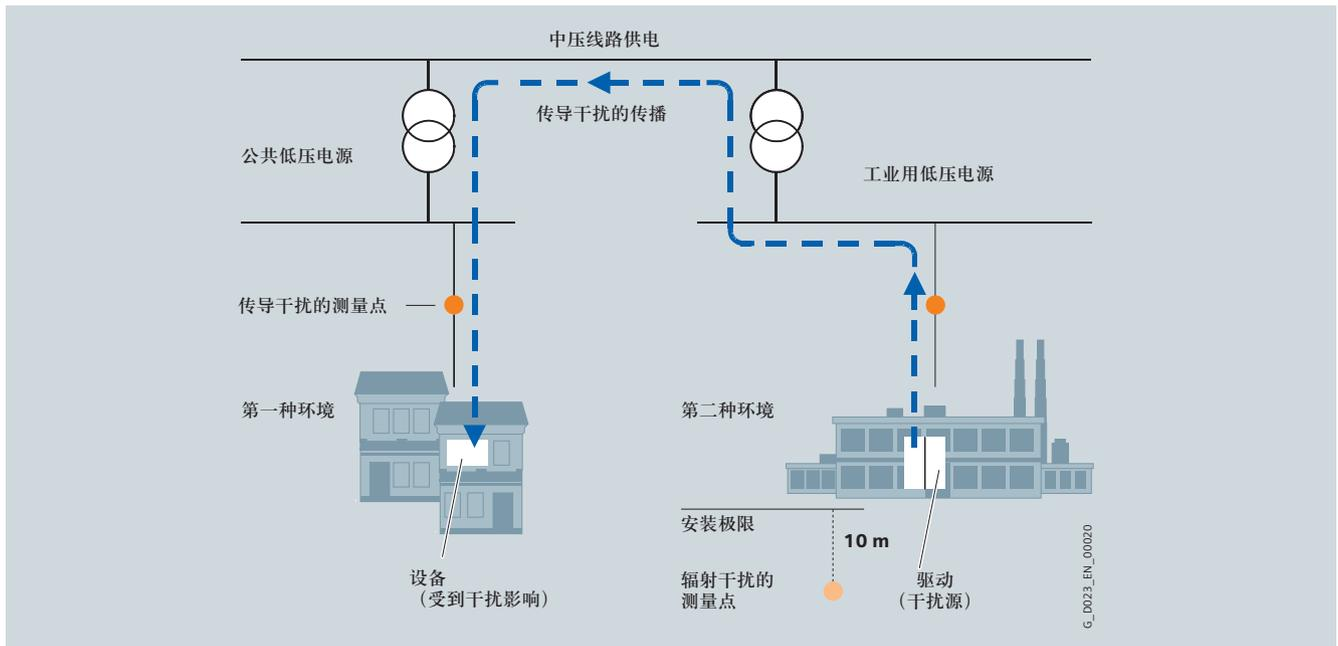 中压线路供电
传导干扰的传播
公共低压电源
工业用低压电源
传导干扰的测量点
第一种环境
第二种环境
安装极限
10 m
设备
（受到干扰影响）
辐射干扰的
测量点
驱动
（干扰源）
G_D023_EN_00020